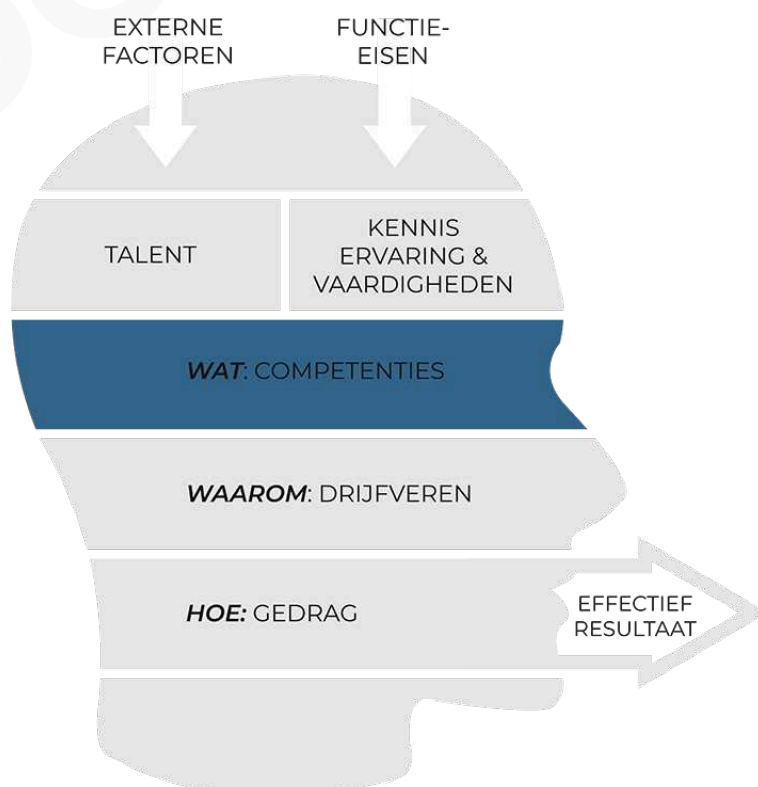 EXTERNE
FACTOREN
FUNCTIE-
EISEN
TALENT
KENNIS
ERVARING &
VAARDIGHEDEN
WAT: COMPETENTIES
WAAROM: DRIJFVEREN
HOE: GEDRAG
EFFECTIEF
RESULTAAT